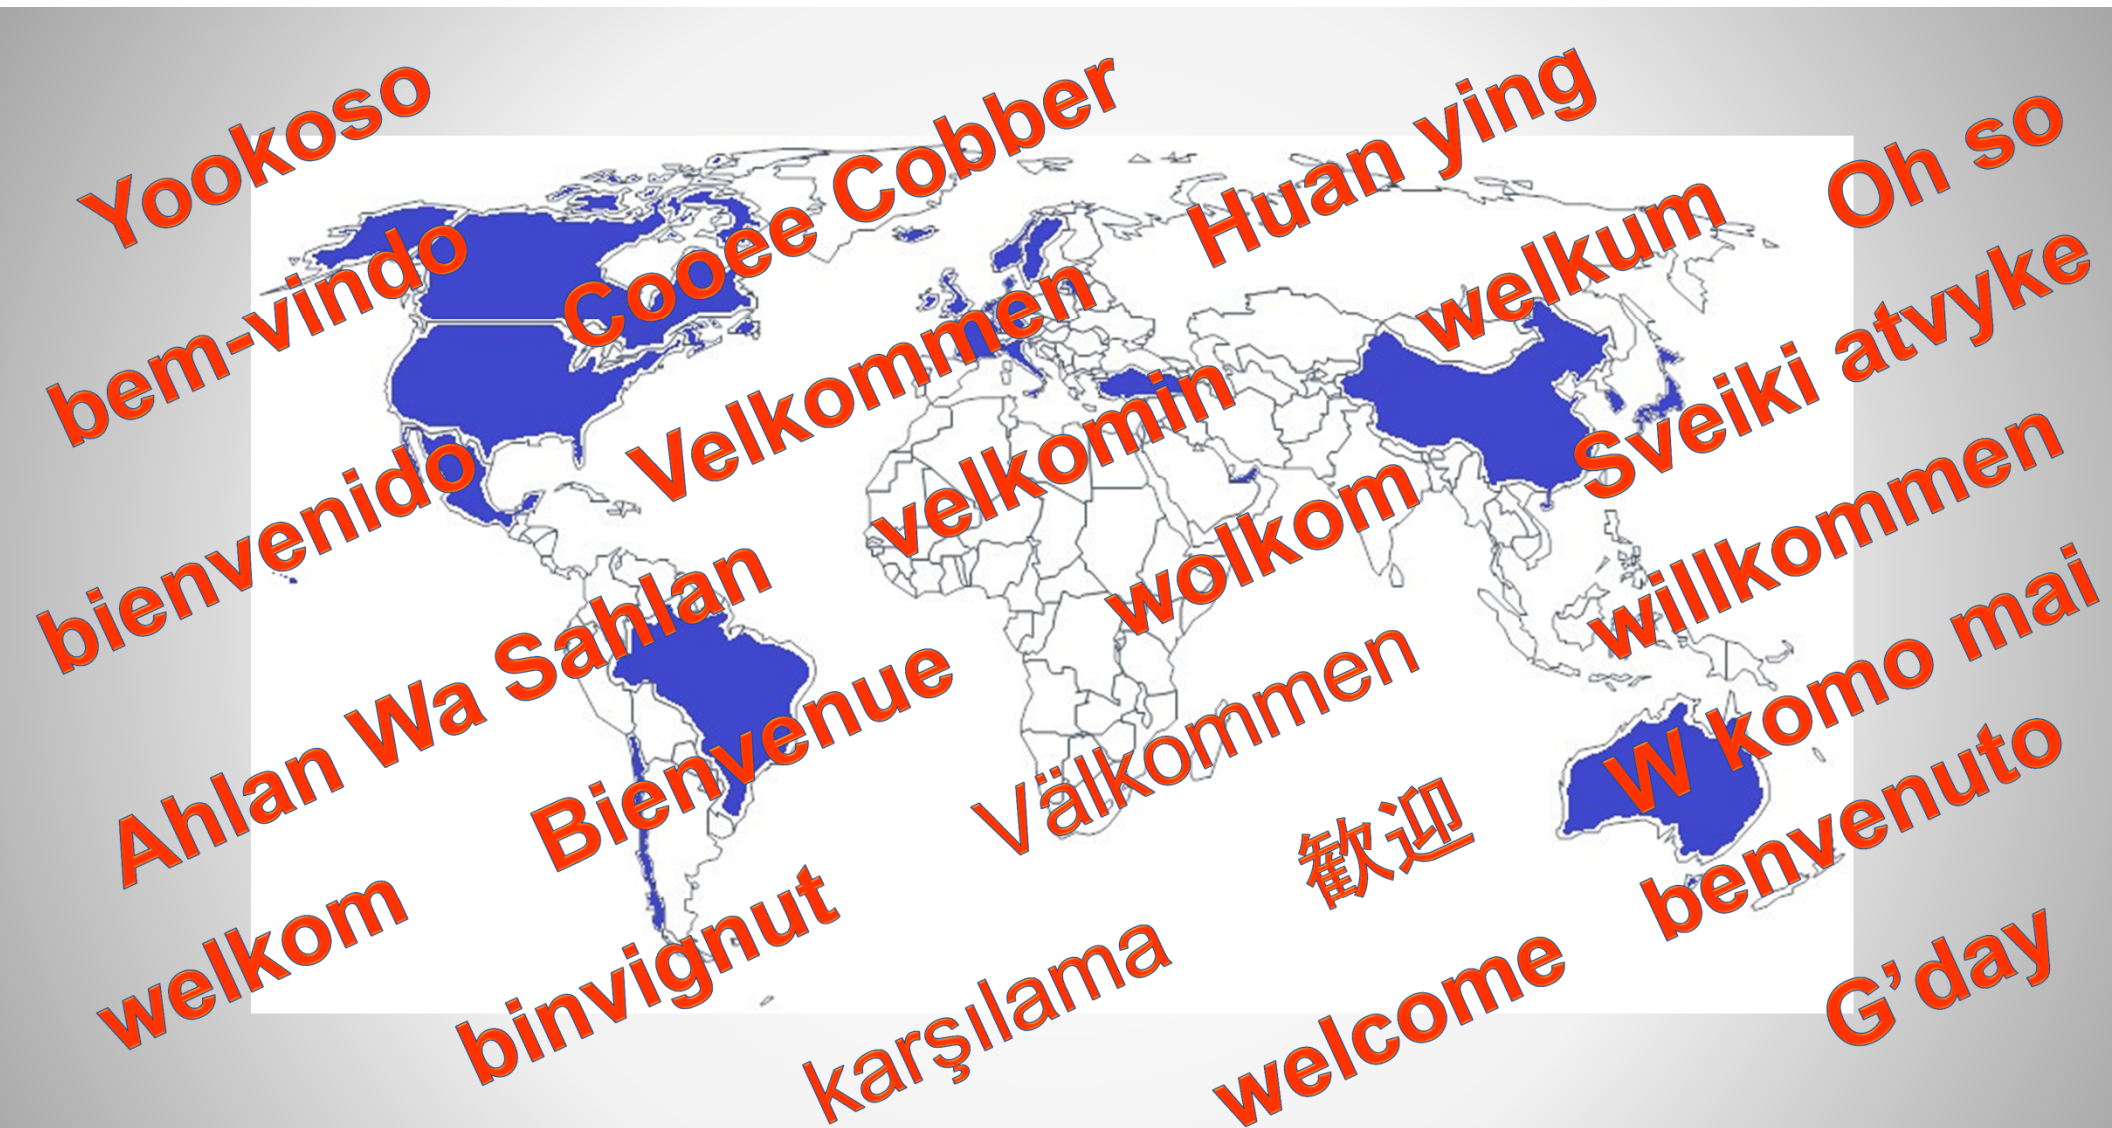 Yookoso
Cooee Cobber
Huan ying
Oh so
bem-vindo
Velkommen
welkum
Sveiki atvyke
bienvenido
velkomin
wolkom
willkommen
Ahlan Wa Sahlan
Bienvenue
Välkommen
W komo mai
歡迎
benvenuto
welkom
binvignut
karşılama
welcome
G’day